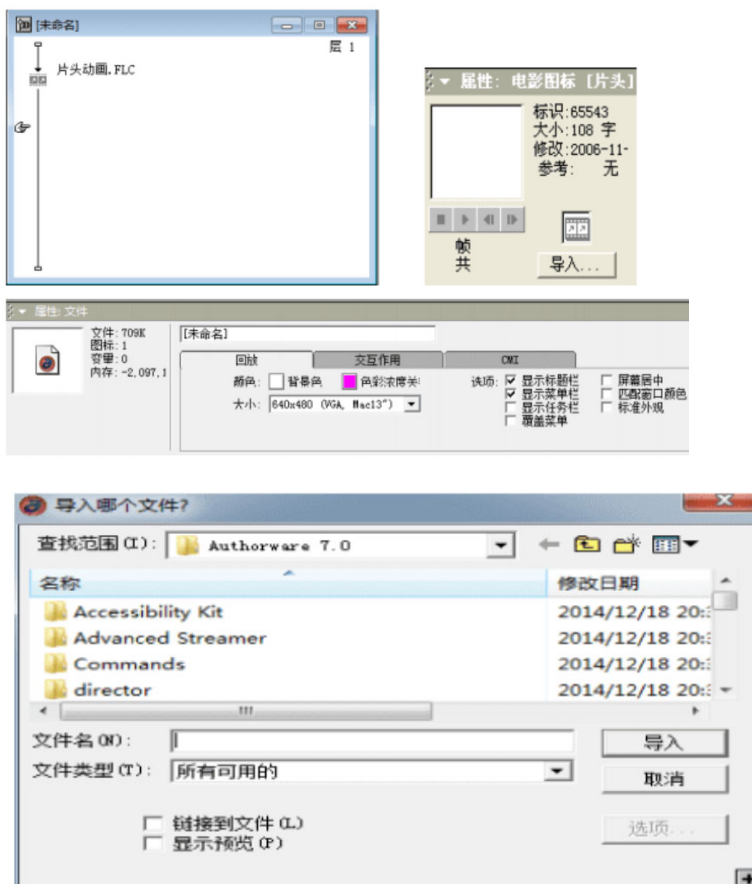 [未命名]
层 1
片头动画.FLC
属性: 电影图标 [片头]
标识:65543
大小:108 字
修改:2006-11-
参考: 无
帧
共
导入...
属性: 文件
文件: 709K
图标: 1
变量: 0
内存: -2,097,1
[未命名]
回放 交互作用 CMI
颜色: 背景色 色彩浓度关
大小: 640x480 (VGA, Mac13")
选项: 显示标题栏 屏幕居中
显示菜单栏 匹配窗口颜色
显示任务栏 标准外观
覆盖菜单
导入哪个文件?
查找范围(I): Authorware 7.0
名称 修改日期
Accessibility Kit 2014/12/18 20:
Advanced Streamer 2014/12/18 20:
Commands 2014/12/18 20:
director 2014/12/18 20:
文件名(N): 导入
文件类型(T): 所有可用的 取消
链接到文件(L) 选项...
显示预览(P)